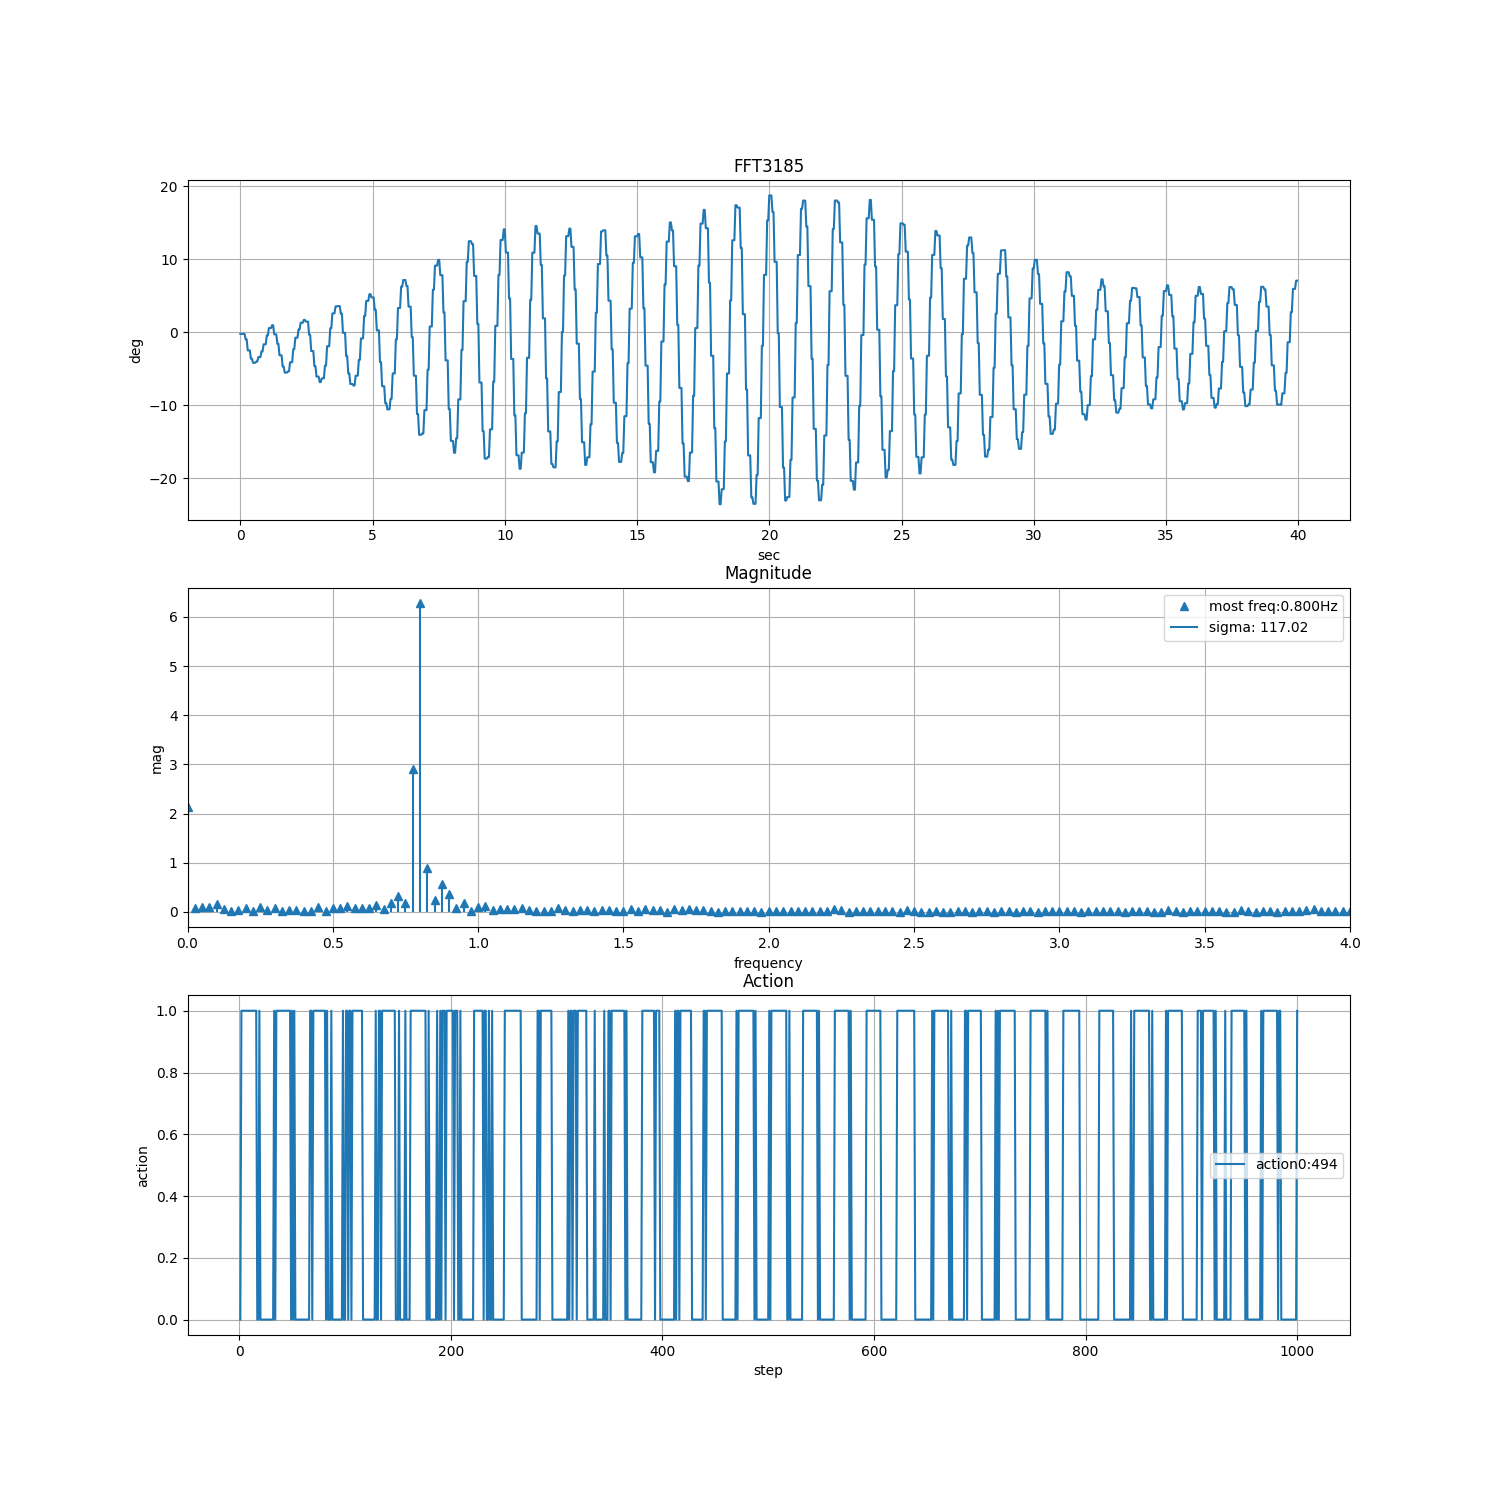 FFT3185
20
10
0
−10
−20
deg
0 5 10 15 20 25 30 35 40
sec
Magnitude
most freq:0.800Hz
sigma: 117.02
6
5
4
3
2
1
0
mag
0.0 0.5 1.0 1.5 2.0 2.5 3.0 3.5 4.0
frequency
Action
1.0
0.8
0.6
0.4
0.2
0.0
action
action0:494
0 200 400 600 800 1000
step